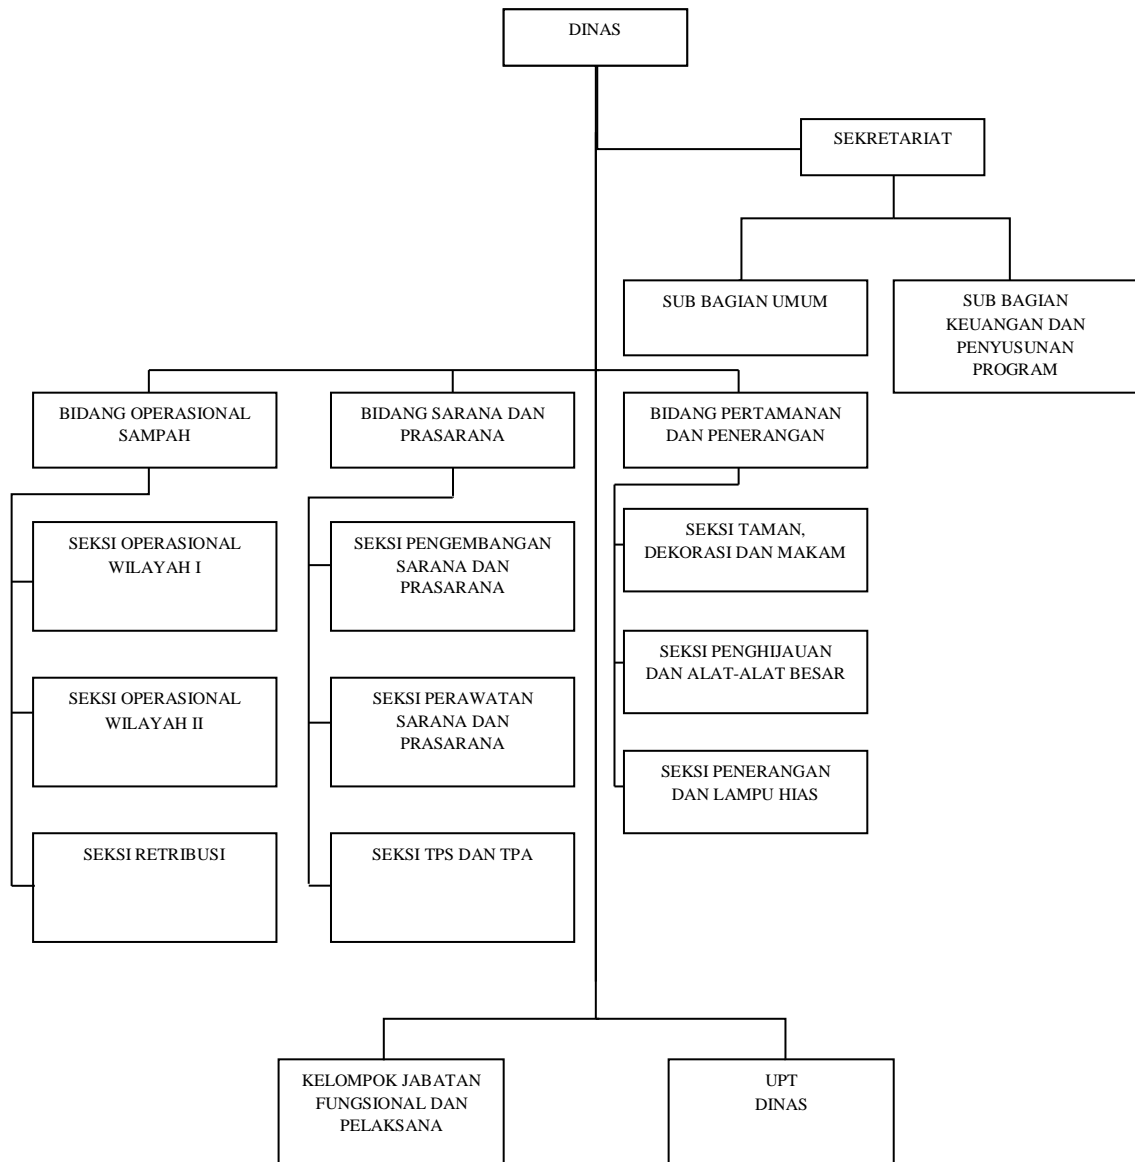 DINAS
SEKRETARIAT
SUB BAGIAN UMUM
SUB BAGIAN
KEUANGAN DAN
PENYUSUNAN
PROGRAM
BIDANG OPERASIONAL
SAMPAH
BIDANG SARANA DAN
PRASARANA
BIDANG PERTAMANAN
DAN PENERANGAN
SEKSI OPERASIONAL
WILAYAH I
SEKSI PENGEMBANGAN
SARANA DAN
PRASARANA
SEKSI TAMAN,
DEKORASI DAN MAKAM
SEKSI PENGHIJAUAN
DAN ALAT-ALAT BESAR
SEKSI OPERASIONAL
WILAYAH II
SEKSI PERAWATAN
SARANA DAN
PRASARANA
SEKSI PENERANGAN
DAN LAMPU HIAS
SEKSI RETRIBUSI
SEKSI TPS DAN TPA
KELOMPOK JABATAN
FUNGSIONAL DAN
PELAKSANA
UPT
DINAS